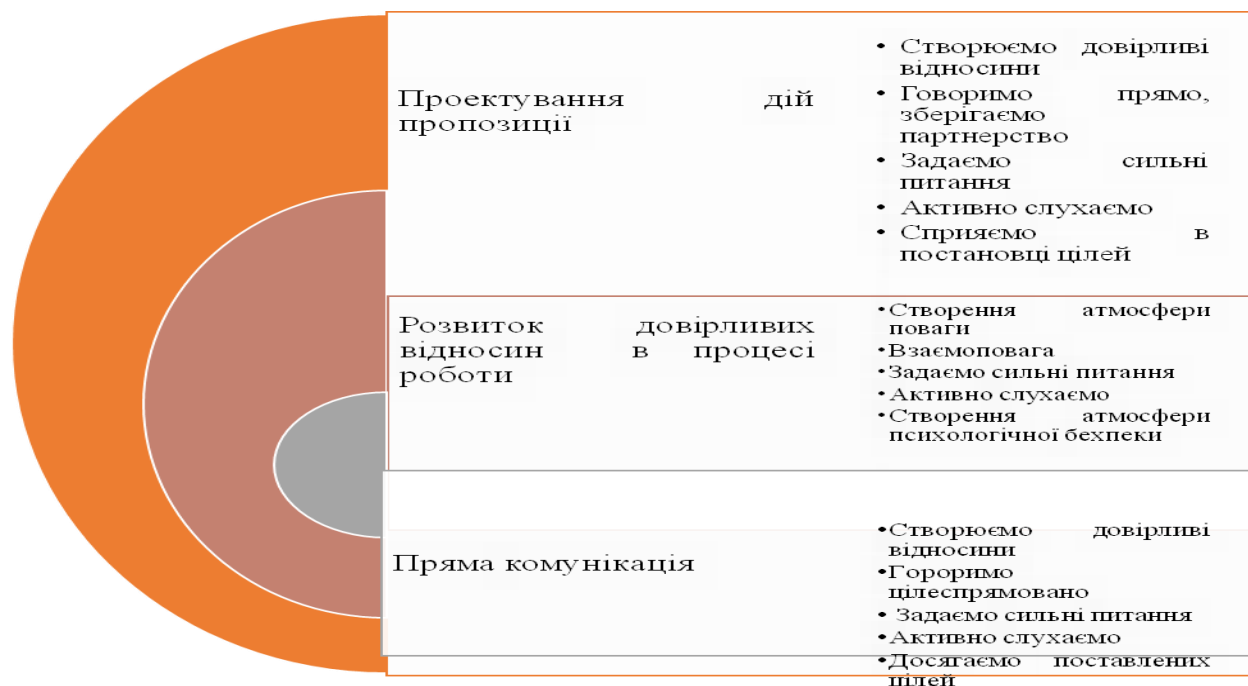 Проектування дій
пропозиції
• Створюємо довірливі
відносини
• Говоримо прямо,
зберігаємо
партнерство
• Задаємо сильні
питання
• Активно слухаємо
• Сприяємо в
постановці цілей
Розвиток довірливих
відносин в процесі
роботи
•Створення атмосфери
поваги
•Взаємоповага
•Задаємо сильні питання
•Активно слухаємо
•Створення атмосфери
психологічної бехпеки
Пряма комунікація
•Створюємо довірливі
відносини
•Гороримо
цілеспрямовано
• Задаємо сильні питання
•Активно слухаємо
•Досягаємо поставлених
цілей